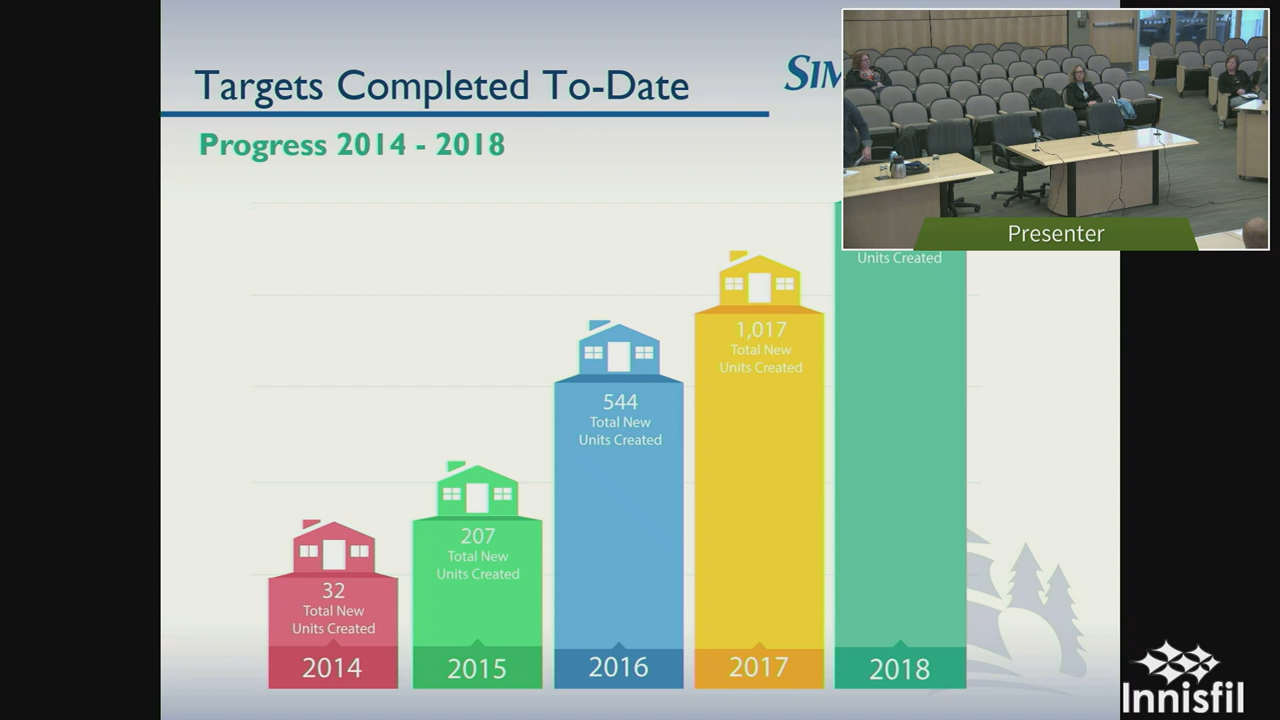 Targets Completed To-Date
SIM
Progress 2014 - 2018
Presenter
Units Created
1,017
Total New
Units Created
544
Total New
Units Created
207
Total New
Units Created
32
Total New
Units Created
2014
2015
2016
2017
2018
Innisfil